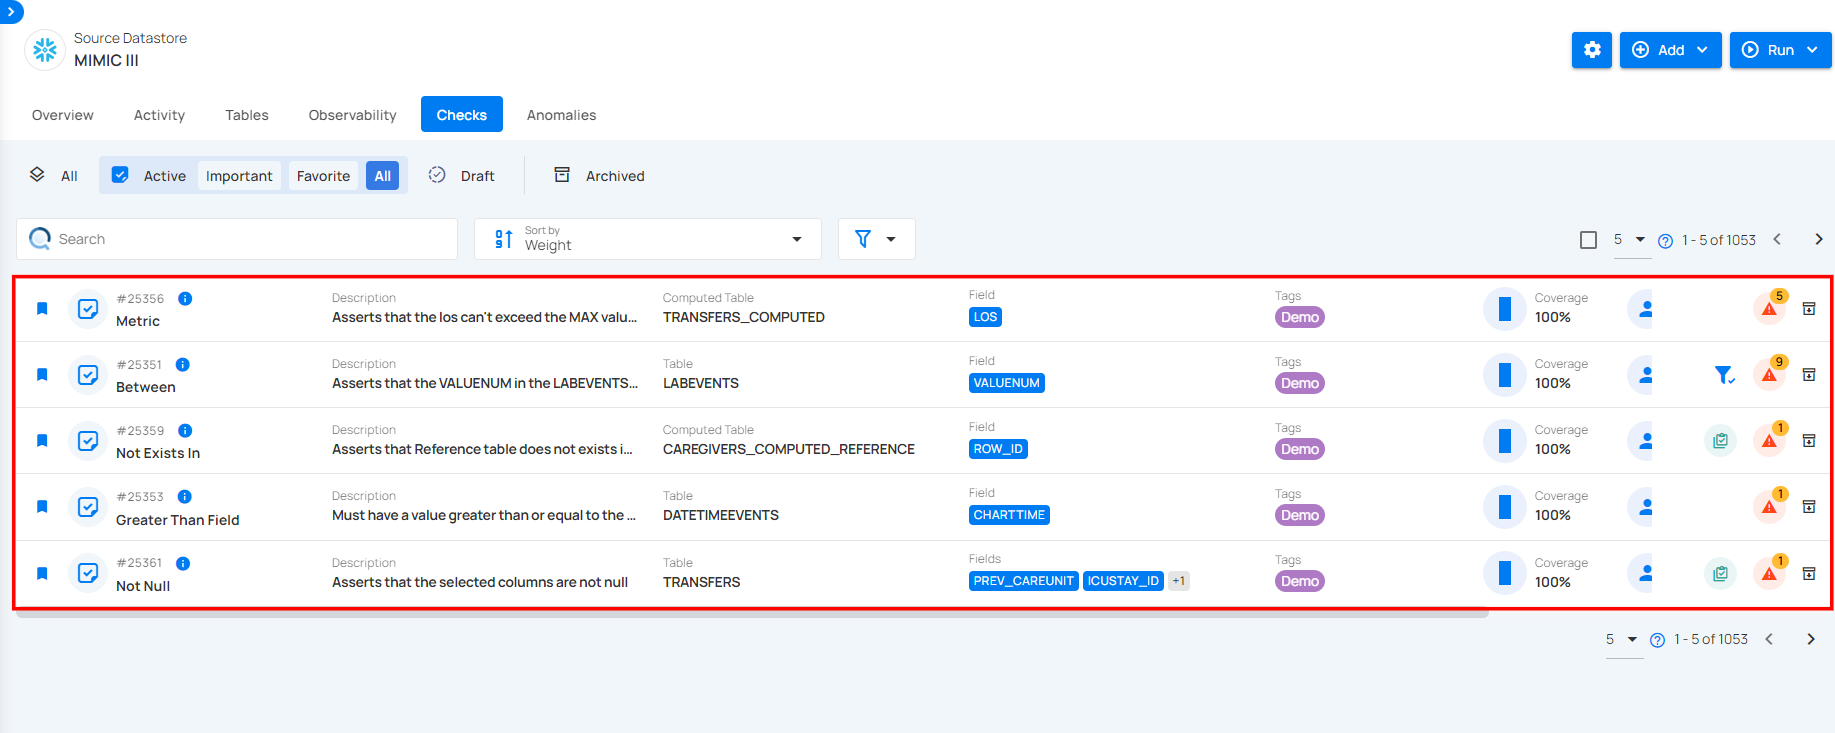 Source Datastore
MIMIC III
Add
Run
Overview
Activity
Tables
Observability
Checks
Anomalies
All
Active
Important
Favorite
All
Draft
Archived
Search
Sort by
Weight
5
1 - 5 of 1053
#25356
Metric
Description
Asserts that the los can't exceed the MAX valu...
Computed Table
TRANSFERS_COMPUTED
Field
LOS
Tags
Demo
Coverage
100%
5
#25351
Between
Description
Asserts that the VALUENUM in the LABEVENTS...
Table
LABEVENTS
Field
VALUENUM
Tags
Demo
Coverage
100%
9
#25359
Not Exists In
Description
Asserts that Reference table does not exists i...
Computed Table
CAREGIVERS_COMPUTED_REFERENCE
Field
ROW_ID
Tags
Demo
Coverage
100%
1
#25353
Greater Than Field
Description
Must have a value greater than or equal to the ...
Table
DATETIMEEVENTS
Field
CHARTTIME
Tags
Demo
Coverage
100%
1
#25361
Not Null
Description
Asserts that the selected columns are not null
Table
TRANSFERS
Fields
PREV_CAREUNIT ICUSTAY_ID +1
Tags
Demo
Coverage
100%
1
5
1 - 5 of 1053